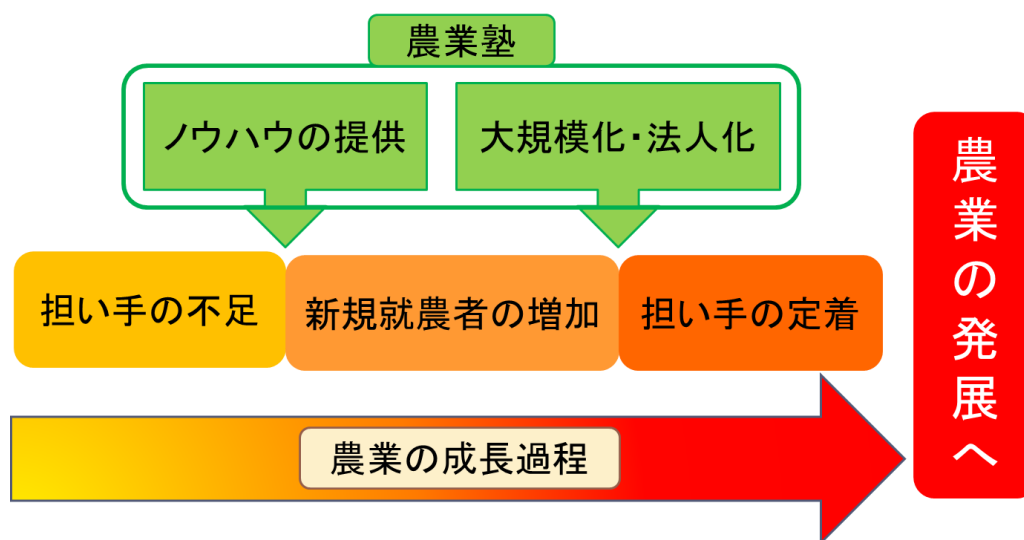 農業塾
ノウハウの提供
大規模化・法人化
担い手の不足
新規就農者の増加
担い手の定着
農業の成長過程
農業の発展へ